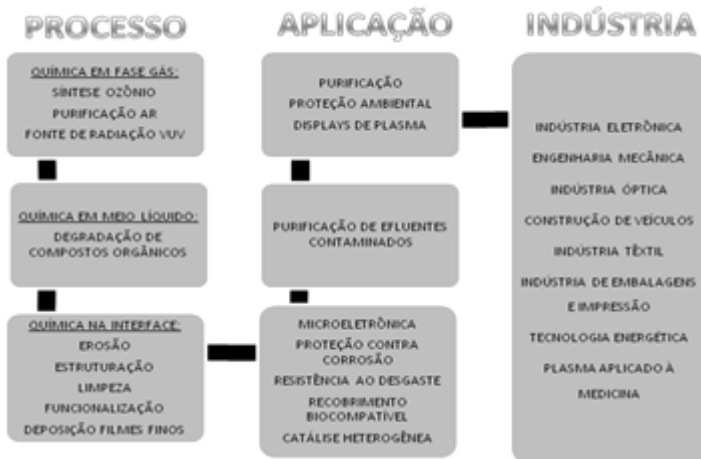 PROCESSO
QUÍMICA EM FASE GÁS:
SÍNTESE OZÔNIO
PURIFICAÇÃO AR
FONTE DE RADIAÇÃO VUV
QUÍMICA EM MEIO LÍQUIDO:
DEGRADAÇÃO DE
COMPOSTOS ORGÂNICOS
QUÍMICA NA INTERFACE:
EROSÃO
ESTRUTURAÇÃO
LIMPEZA
FUNCIONALIZAÇÃO
DEPOSIÇÃO FILMES FINOS
APLICAÇÃO
PURIFICAÇÃO
PROTEÇÃO AMBIENTAL
DISPLAYS DE PLASMA
PURIFICAÇÃO DE EFLUENTES
CONTAMINADOS
MICROELETRÔNICA
PROTEÇÃO CONTRA
CORROSÃO
RESISTÊNCIA AO DESGASTE
RECOBRIMENTO
BIOCOMPATÍVEL
CATÁLISE HETEROGÊNEA
INDÚSTRIA
INDÚSTRIA ELETRÔNICA
ENGENHARIA MECÂNICA
INDÚSTRIA ÓPTICA
CONSTRUÇÃO DE VEÍCULOS
INDÚSTRIA TÊXTIL
INDÚSTRIA DE EMBALAGENS
E IMPRESSÃO
TECNOLOGIA ENERGÉTICA
PLASMA APLICADO À
MEDICINA